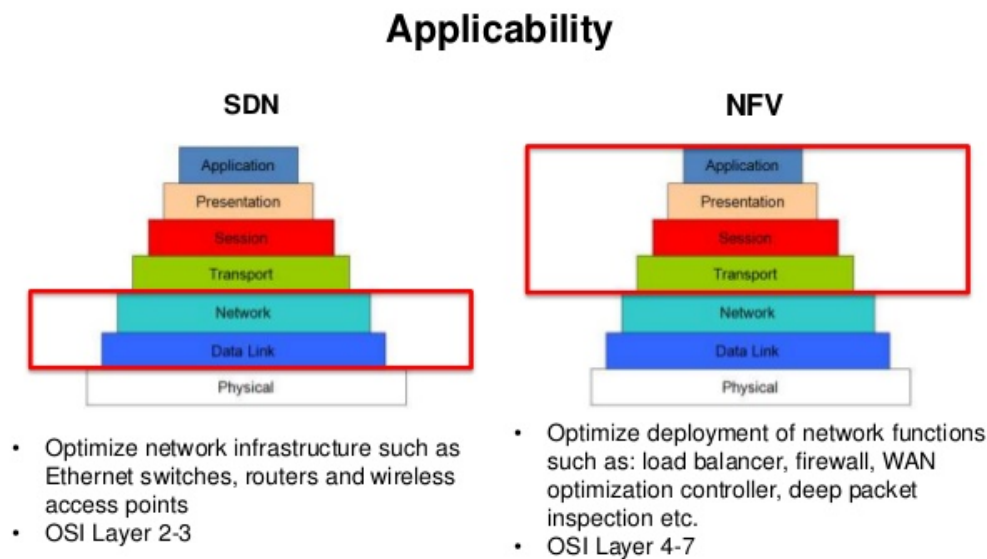 Applicability
SDN
Application
Presentation
Session
Transport
Network
Data Link
Physical
• Optimize network infrastructure such as
Ethernet switches, routers and wireless
access points
• OSI Layer 2-3
NFV
Application
Presentation
Session
Transport
Network
Data Link
Physical
• Optimize deployment of network functions
such as: load balancer, firewall, WAN
optimization controller, deep packet
inspection etc.
• OSI Layer 4-7